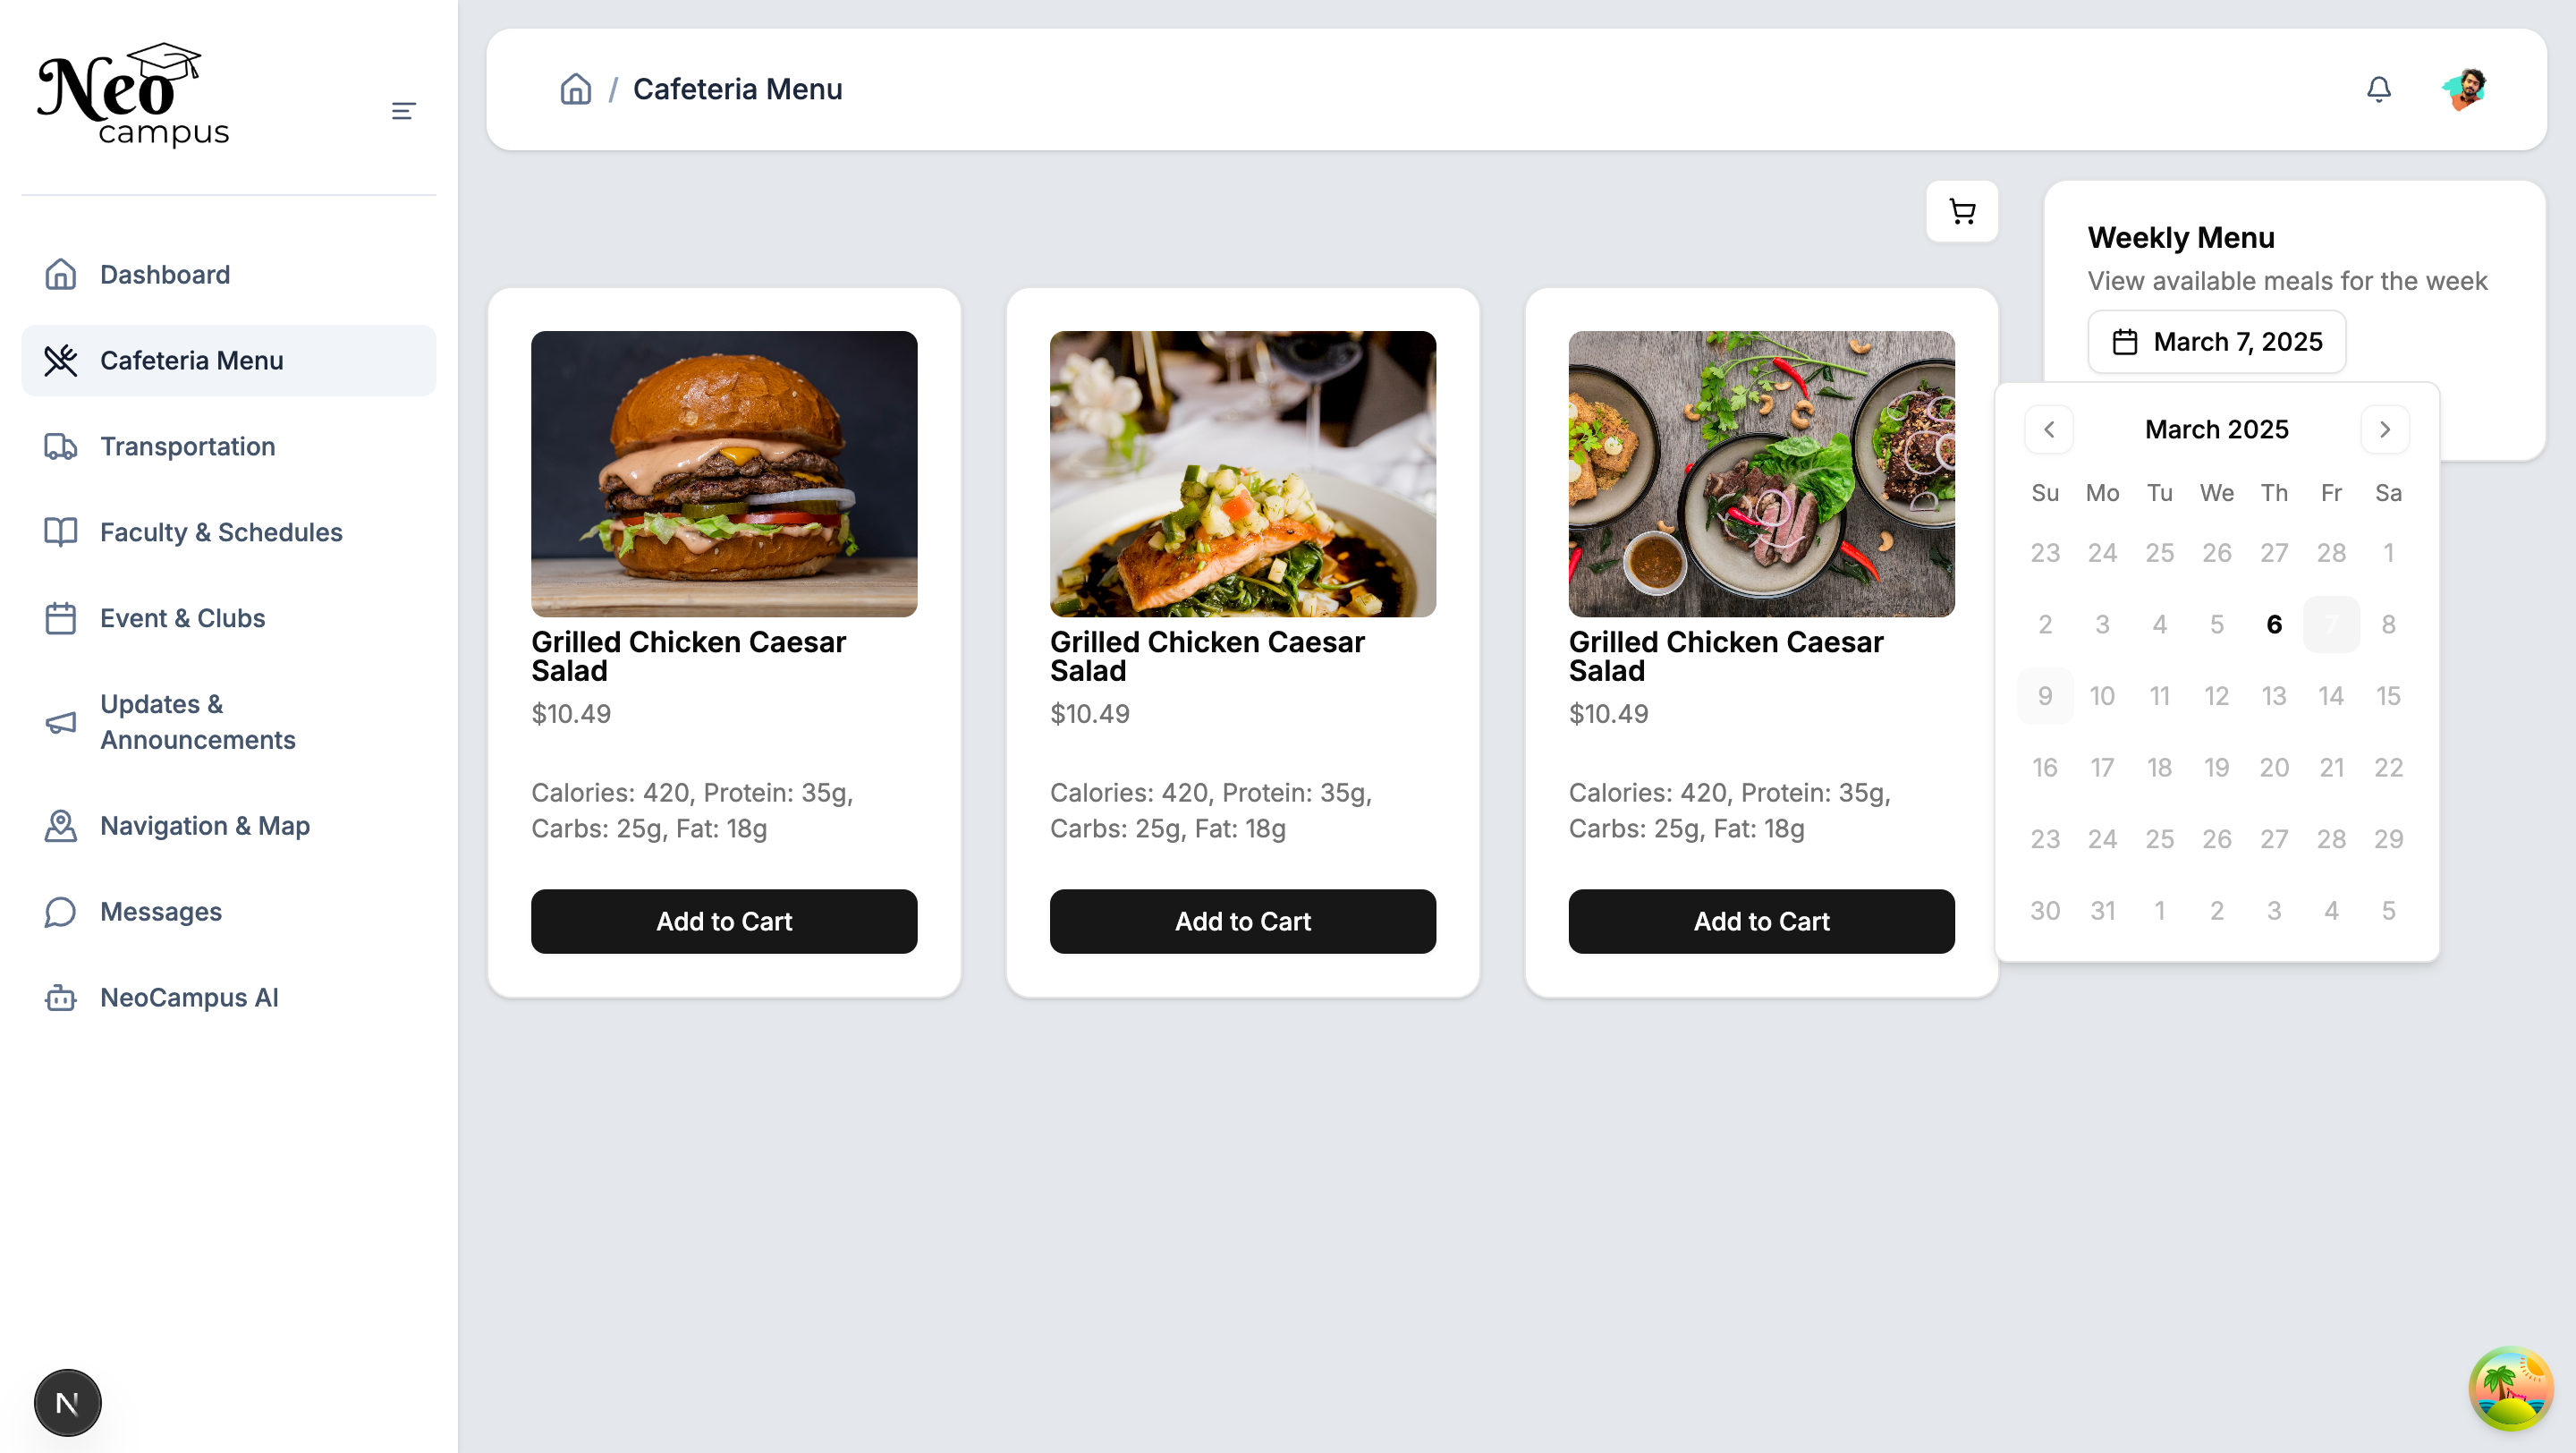 Neo
campus
Dashboard
Cafeteria Menu
Transportation
Faculty & Schedules
Event & Clubs
Updates &
Announcements
Navigation & Map
Messages
NeoCampus AI
N
/ Cafeteria Menu
Grilled Chicken Caesar
Salad
$10.49
Calories: 420, Protein: 35g,
Carbs: 25g, Fat: 18g
Add to Cart
Grilled Chicken Caesar
Salad
$10.49
Calories: 420, Protein: 35g,
Carbs: 25g, Fat: 18g
Add to Cart
Grilled Chicken Caesar
Salad
$10.49
Calories: 420, Protein: 35g,
Carbs: 25g, Fat: 18g
Add to Cart
Weekly Menu
View available meals for the week
March 7, 2025
March 2025
Su Mo Tu We Th Fr Sa
23 24 25 26 27 28 1
2 3 4 5 6 7 8
9 10 11 12 13 14 15
16 17 18 19 20 21 22
23 24 25 26 27 28 29
30 31 1 2 3 4 5